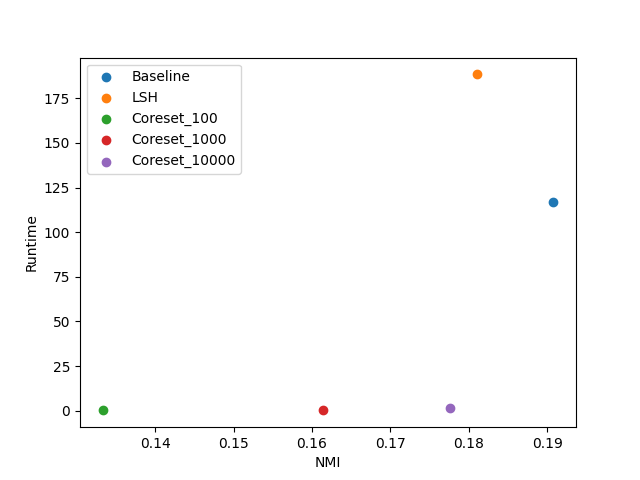 Baseline
LSH
Coreset_100
Coreset_1000
Coreset_10000
175
150
125
100
75
50
25
0
Runtime
0.14 0.15 0.16 0.17 0.18 0.19
NMI